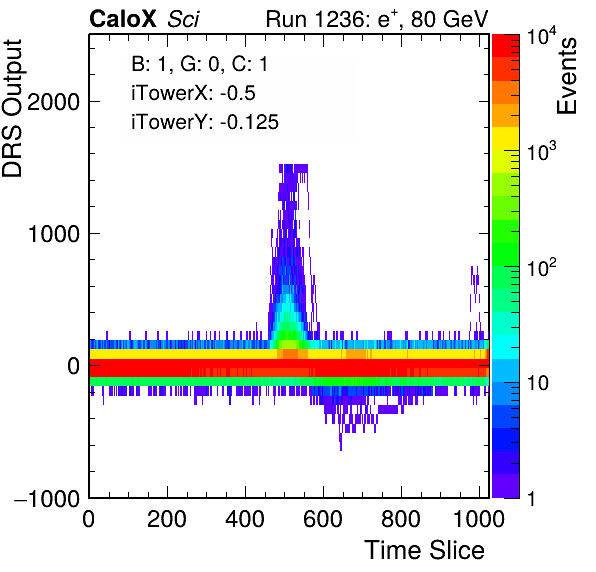 CaloX Sci
Run 1236: e+, 80 GeV
B: 1, G: 0, C: 1
iTowerX: -0.5
iTowerY: -0.125
DRS Output
2000
1000
0
−1000
0 200 400 600 800 1000
Time Slice
Events
10^4
10^3
10^2
10
1